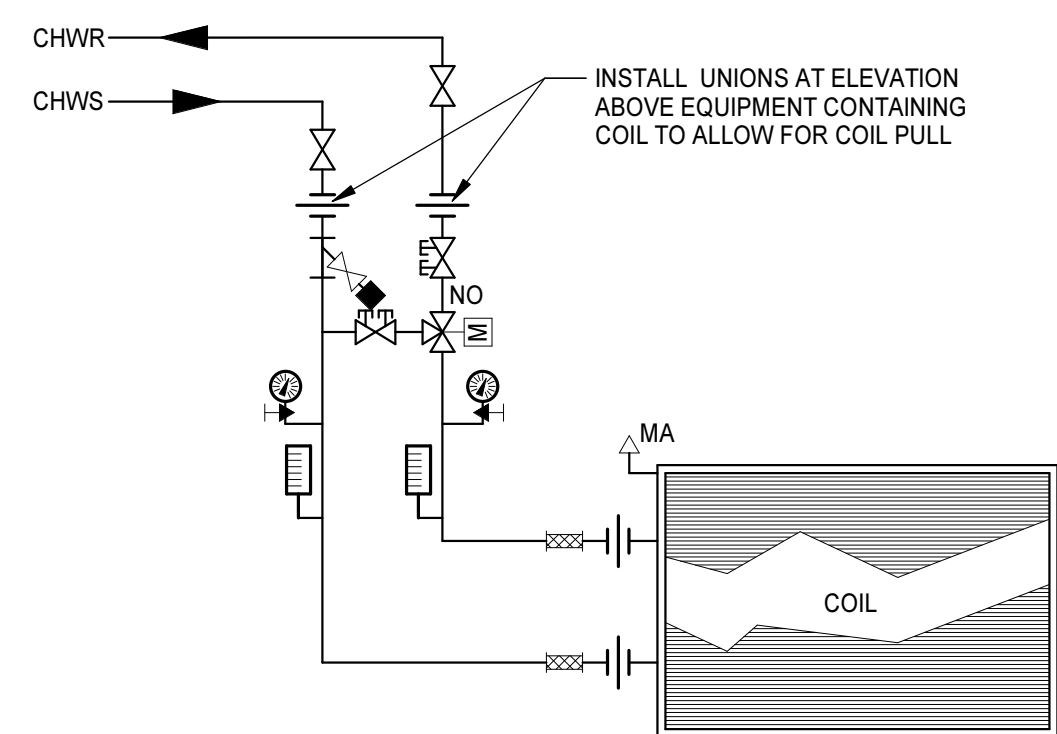 CHWR
CHWS
INSTALL UNIONS AT ELEVATION
ABOVE EQUIPMENT CONTAINING
COIL TO ALLOW FOR COIL PULL
NO
M
MA
COIL